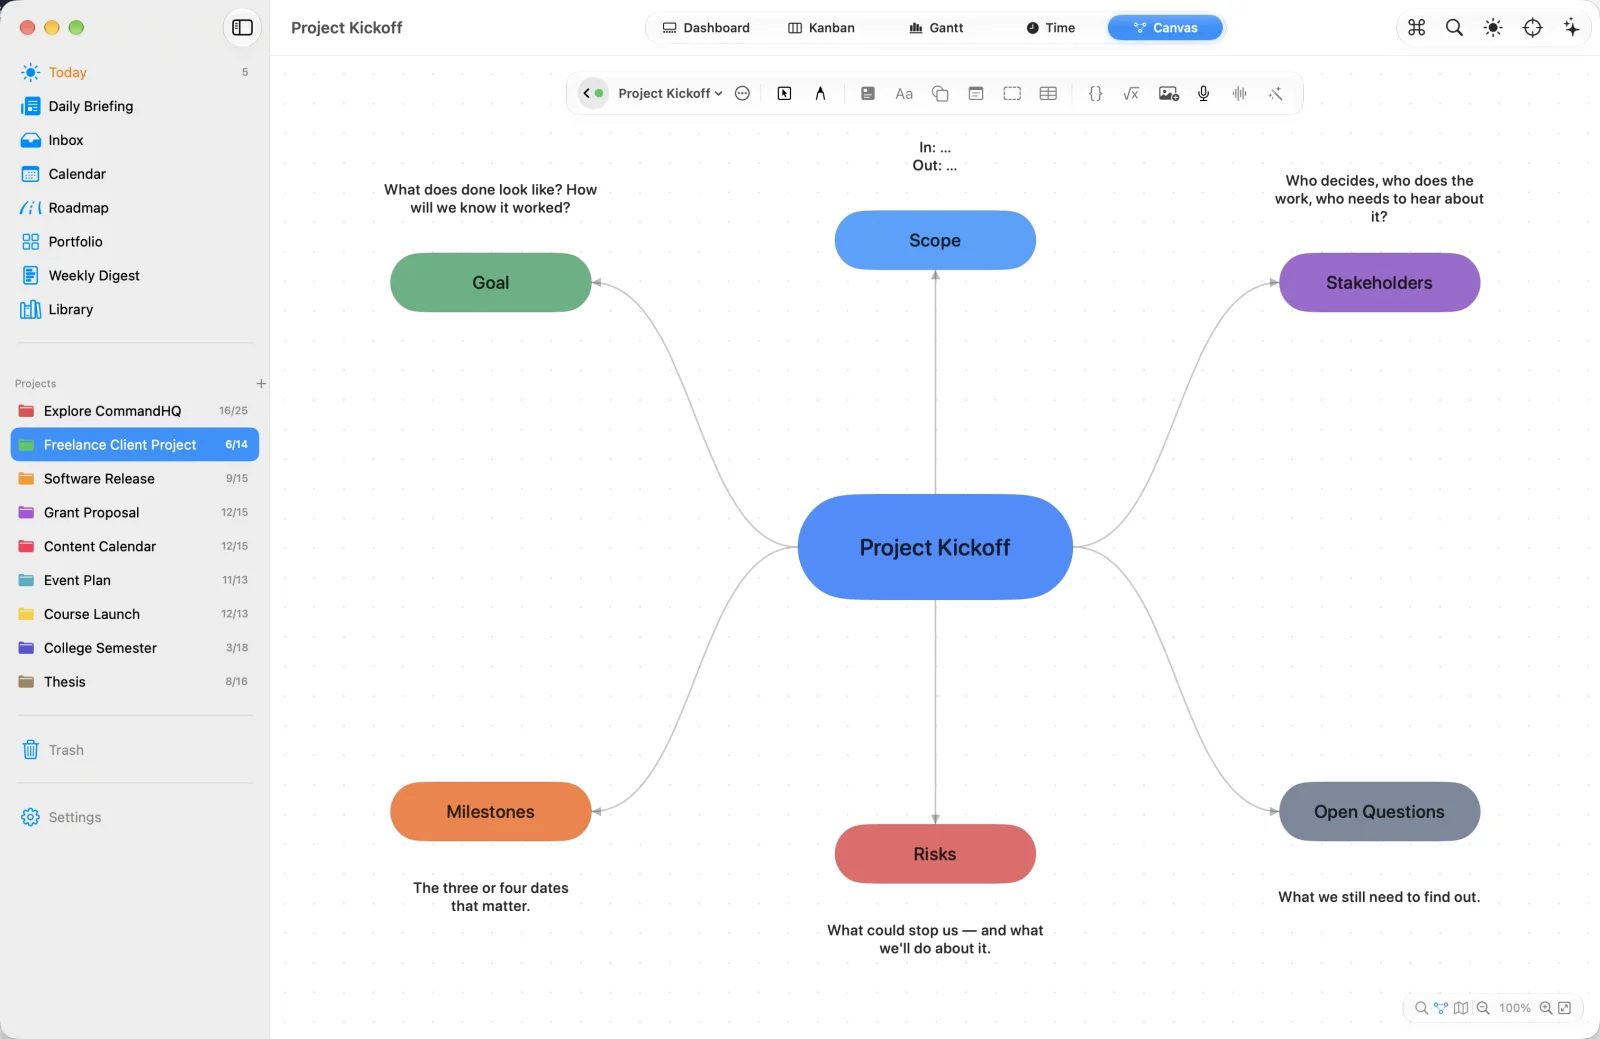 Project Kickoff
Dashboard
Kanban
Gantt
Time
Canvas
Today 5
Daily Briefing
Inbox
Calendar
Roadmap
Portfolio
Weekly Digest
Library
Projects
Explore CommandHQ 16/25
Freelance Client Project 6/14
Software Release 9/15
Grant Proposal 12/15
Content Calendar 12/15
Event Plan 11/13
Course Launch 12/13
College Semester 3/18
Thesis 8/16
Trash
Settings
Project Kickoff
Aa
{}
√x
In: ...
Out: ...
Scope
What does done look like? How
will we know it worked?
Goal
Who decides, who does the
work, who needs to hear about
it?
Stakeholders
Project Kickoff
Milestones
The three or four dates
that matter.
Risks
What could stop us — and what
we'll do about it.
Open Questions
What we still need to find out.
100%